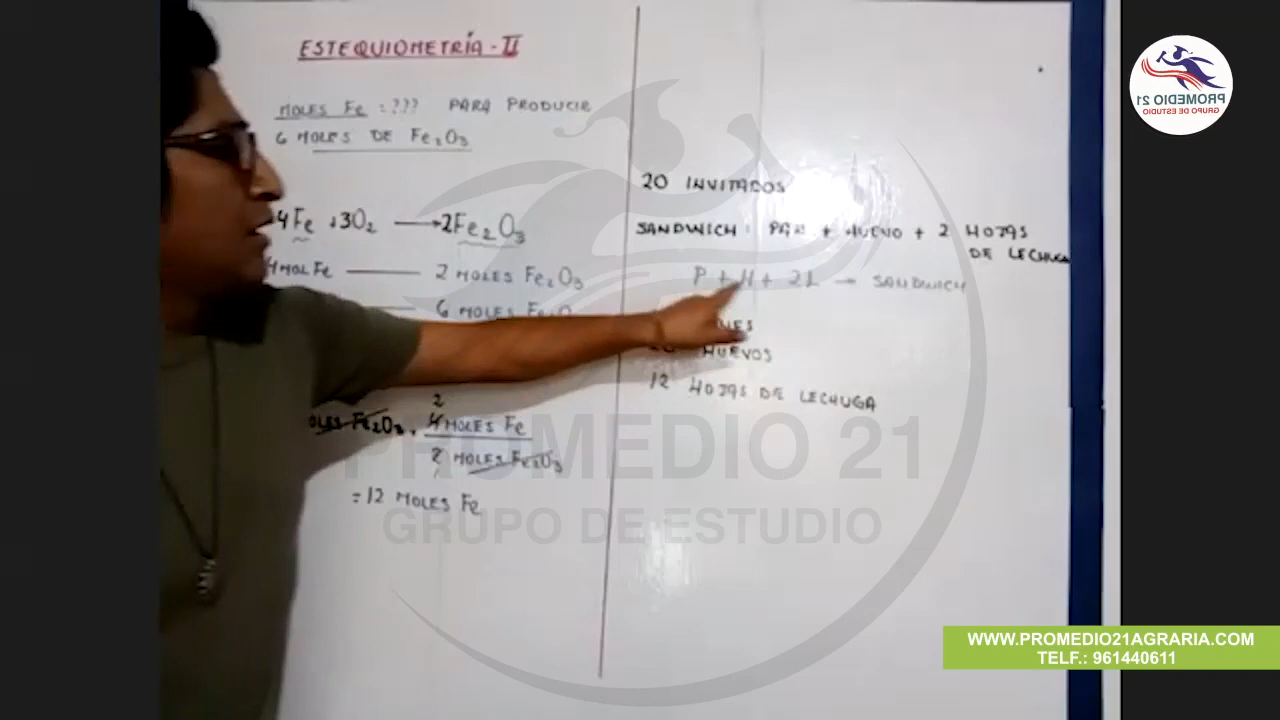 ESTEQUIOMETRÍA - II
MOLES Fe : ??? PARA PRODUCIR
6 MOLES DE Fe2O3
4Fe +3O2 → 2Fe2O3
4 MOL Fe — 2 MOLES Fe2O3
6 MOLES
MOLES Fe2O3 . 4 MOLES Fe
2
2 MOLES Fe2O3
= 12 MOLES Fe
20 INVITADOS
SANDWICH : PAN + HUEVO + 2 HOJAS
DE LECHUGA
P + H + 2L → SANDWICH
HUEVOS
12 HOJAS DE LECHUGA
PROMEDIO 21
GRUPO DE ESTUDIO
PROMEDIO 21
GRUPO DE ESTUDIO
WWW.PROMEDIO21AGRARIA.COM
TELF.: 961440611